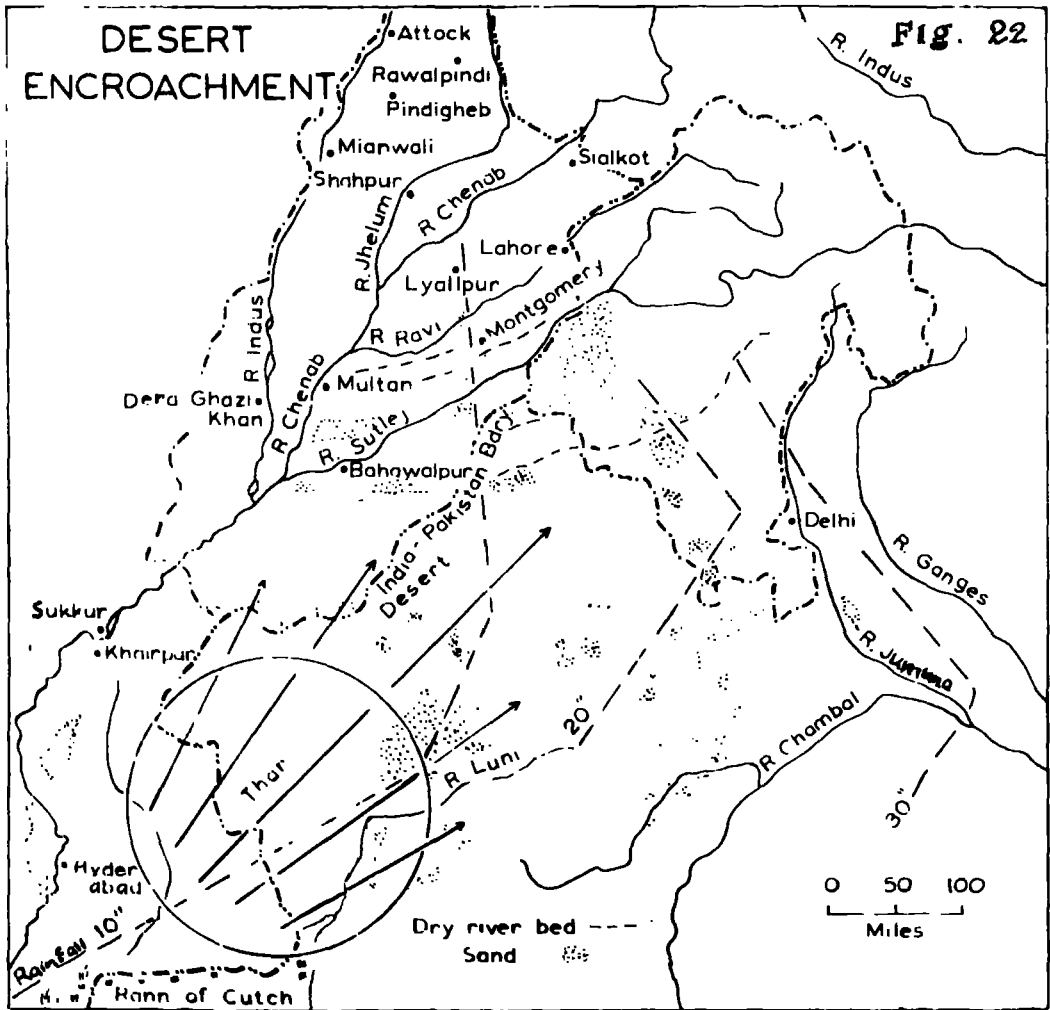 DESERT
ENCROACHMENT
Fig. 22
Attock
Rawalpindi
Pindigheb
R. Indus
Mianwali
Shahpur
Sialkot
R Chenab
R. Jhelum
Lahore
Lyallpur
R Indus
R Ravi
Montgomery
Multan
Dera Ghazi
Khan
R Chenab
R. Sutlej
Bahawalpur
India-Pakistan Bdry
Desert
Delhi
R. Ganges
Sukkur
Khairpur
R. Jumma
20"
R Luni
R Chambal
Thar
30"
Hyder
abad
0 50 100
Miles
Dry river bed
Sand
Rainfall 10"
Rann of Cutch